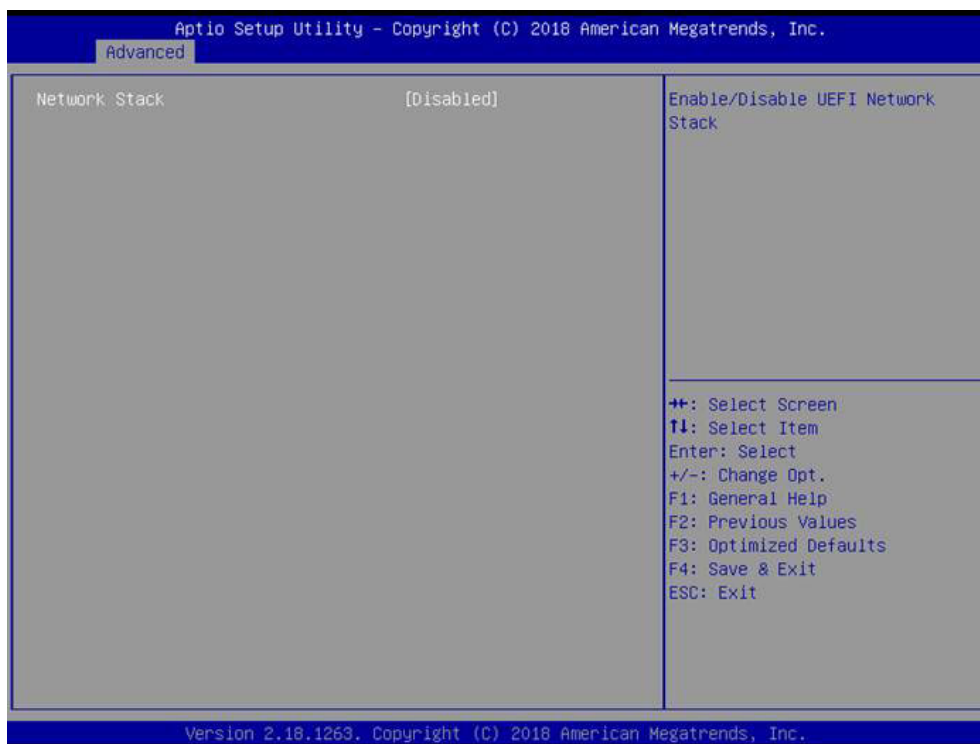 Aptio Setup Utility – Copyright (C) 2018 American Megatrends, Inc.
Advanced
Network Stack [Disabled]
Enable/Disable UEFI Network
Stack
→←: Select Screen
↑↓: Select Item
Enter: Select
+/-: Change Opt.
F1: General Help
F2: Previous Values
F3: Optimized Defaults
F4: Save & Exit
ESC: Exit
Version 2.18.1263. Copyright (C) 2018 American Megatrends, Inc.